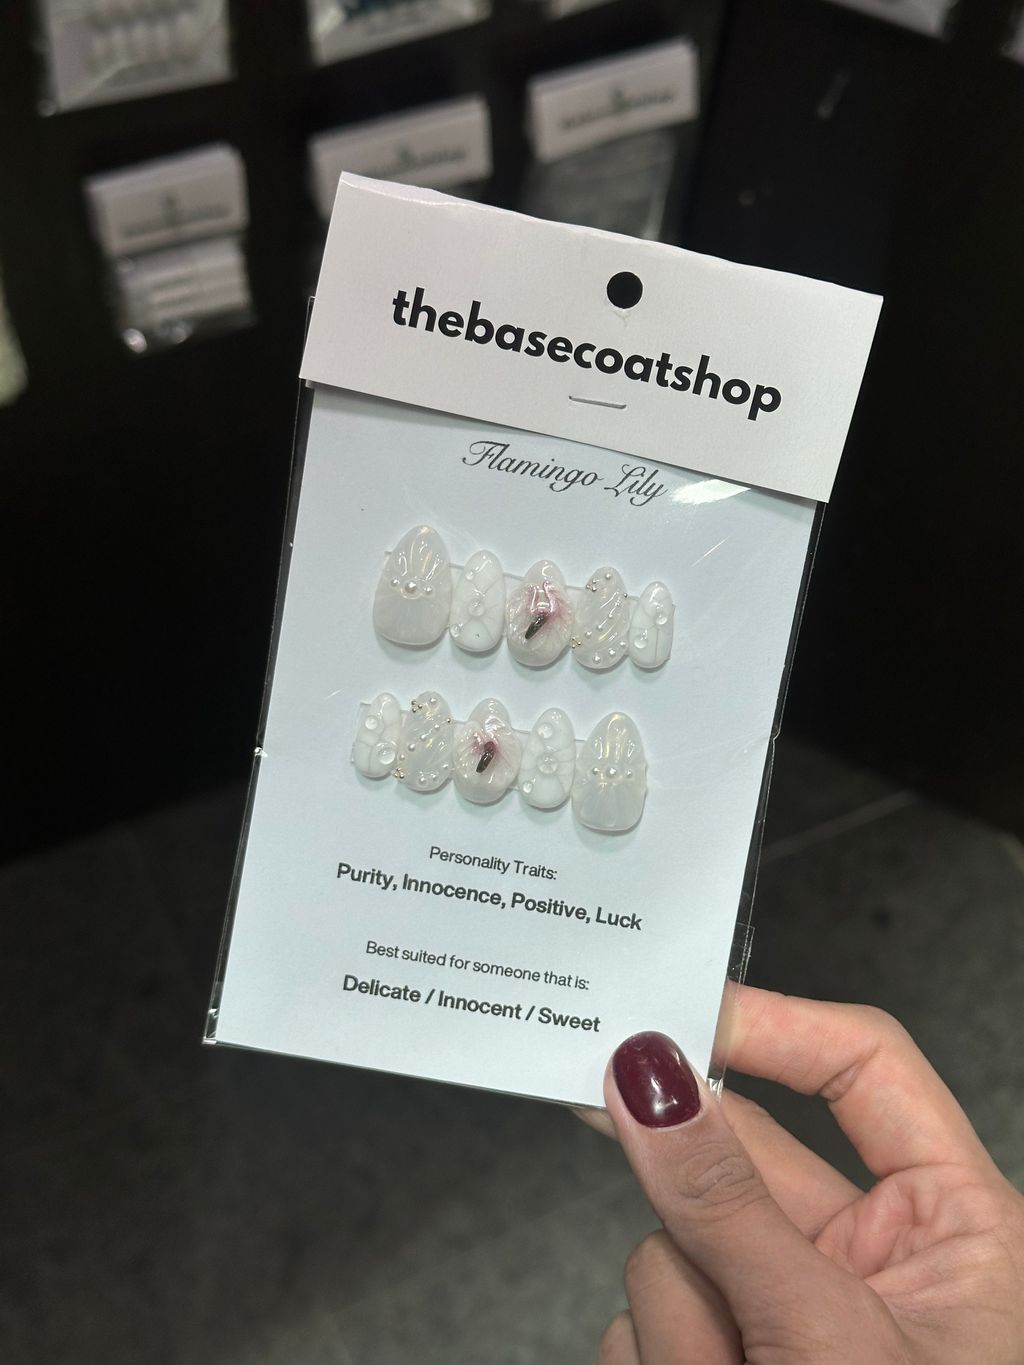 thebasecoatshop
Flamingo Lily
Personality Traits:
Purity, Innocence, Positive, Luck
Best suited for someone that is:
Delicate / Innocent / Sweet